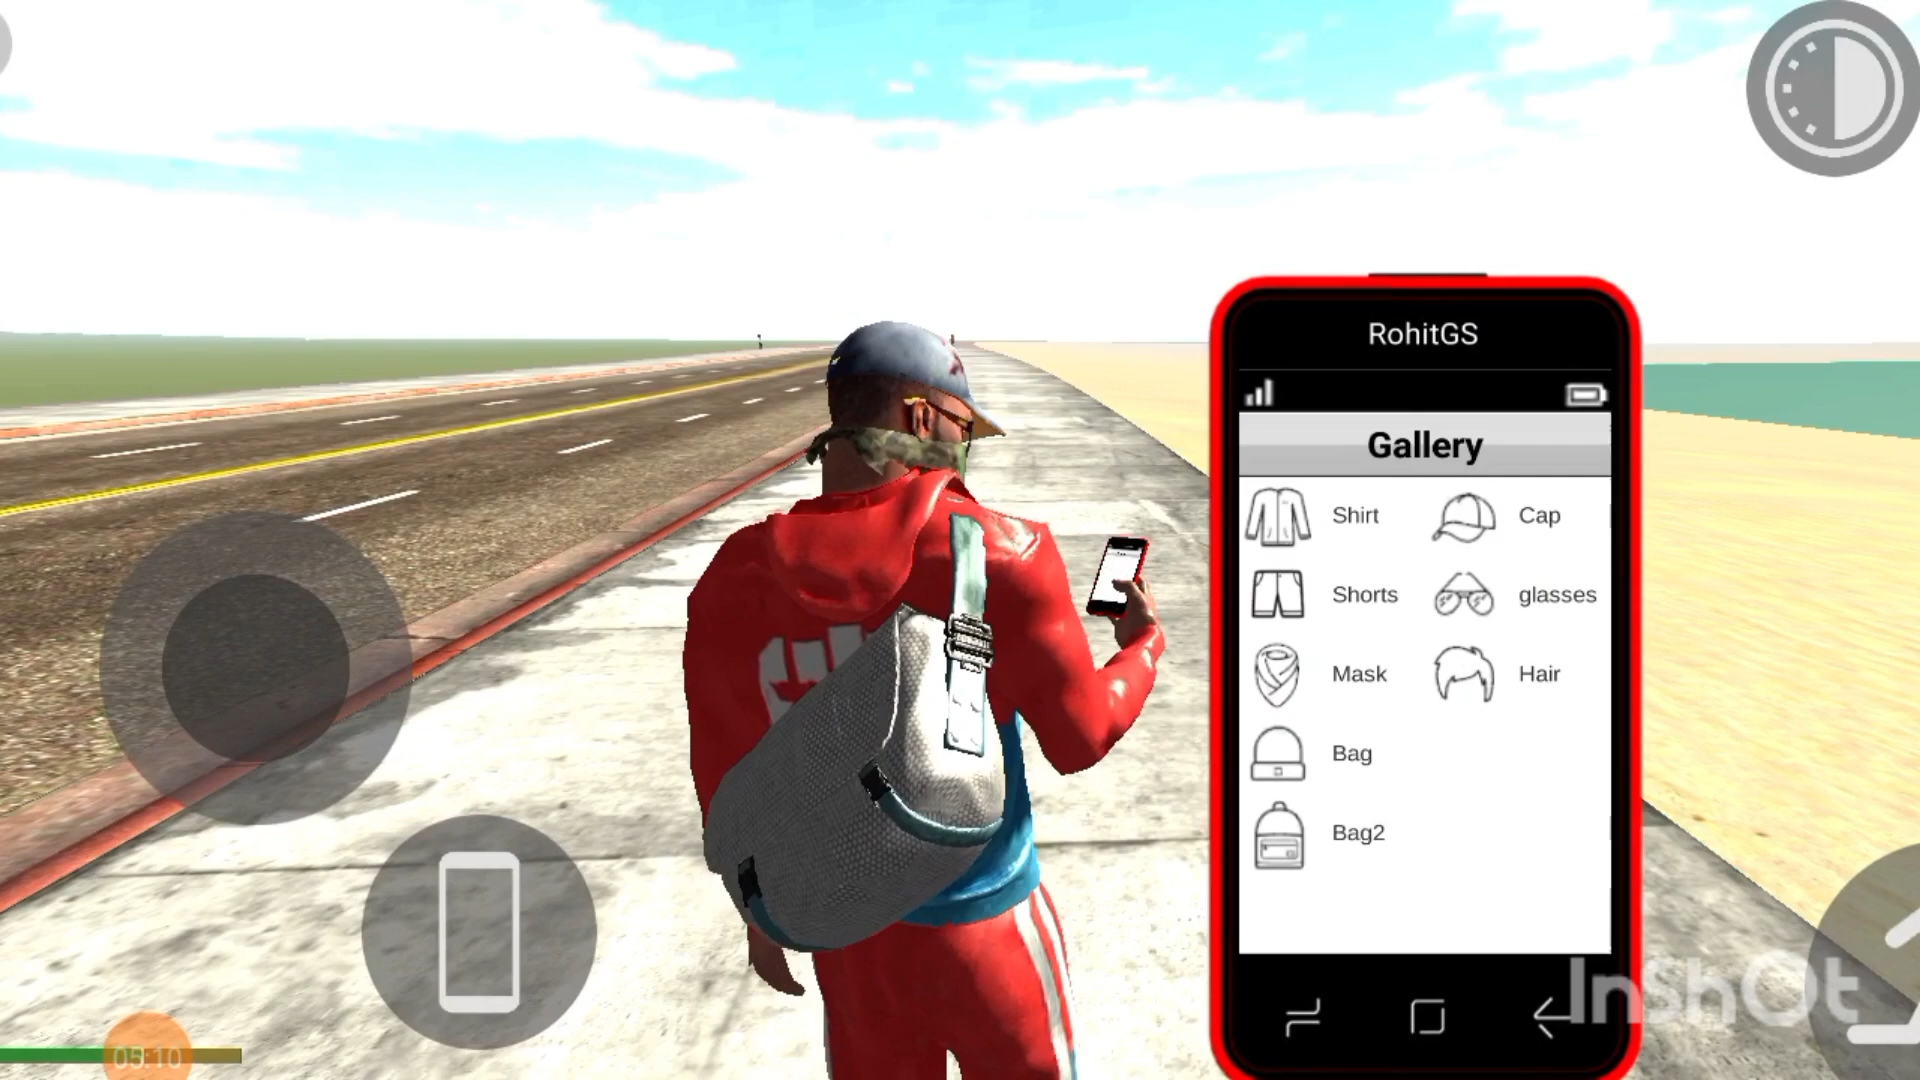 RohitGS
Gallery
Shirt
Cap
Shorts
glasses
Mask
Hair
Bag
Bag2
InShOt
05:10